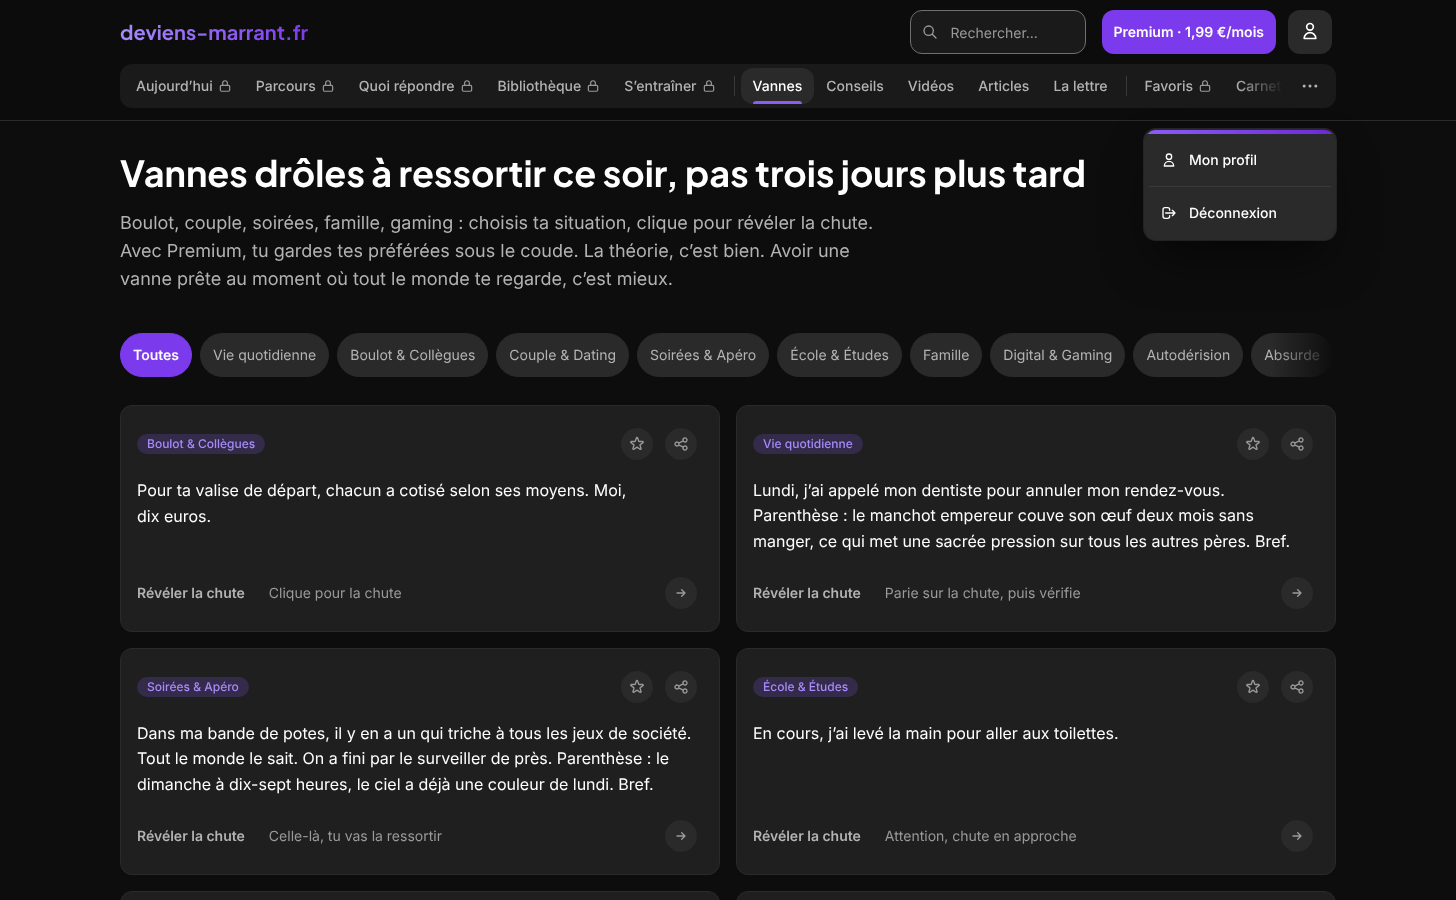 deviens-marrant.fr
Rechercher...
Premium · 1,99 €/mois
Aujourd’hui
Parcours
Quoi répondre
Bibliothèque
S’entraîner
Vannes
Conseils
Vidéos
Articles
La lettre
Favoris
Carnet
Mon profil
Déconnexion
Vannes drôles à ressortir ce soir, pas trois jours plus tard
Boulot, couple, soirées, famille, gaming : choisis ta situation, clique pour révéler la chute.
Avec Premium, tu gardes tes préférées sous le coude. La théorie, c’est bien. Avoir une
vanne prête au moment où tout le monde te regarde, c’est mieux.
Toutes
Vie quotidienne
Boulot & Collègues
Couple & Dating
Soirées & Apéro
École & Études
Famille
Digital & Gaming
Autodérision
Absurde
Boulot & Collègues
Pour ta valise de départ, chacun a cotisé selon ses moyens. Moi,
dix euros.
Révéler la chute
Clique pour la chute
Vie quotidienne
Lundi, j’ai appelé mon dentiste pour annuler mon rendez-vous.
Parenthèse : le manchot empereur couve son œuf deux mois sans
manger, ce qui met une sacrée pression sur tous les autres pères. Bref.
Révéler la chute
Parie sur la chute, puis vérifie
Soirées & Apéro
Dans ma bande de potes, il y en a un qui triche à tous les jeux de société.
Tout le monde le sait. On a fini par le surveiller de près. Parenthèse : le
dimanche à dix-sept heures, le ciel a déjà une couleur de lundi. Bref.
Révéler la chute
Celle-là, tu vas la ressortir
École & Études
En cours, j’ai levé la main pour aller aux toilettes.
Révéler la chute
Attention, chute en approche